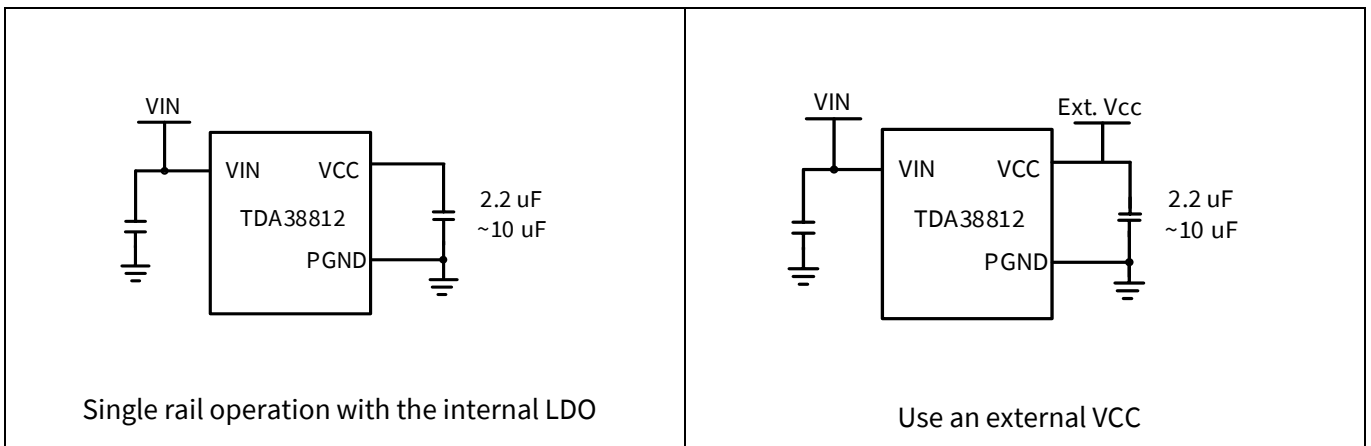 VIN
VIN
VCC
TDA38812
PGND
2.2 uF
~10 uF
Single rail operation with the internal LDO
VIN
Ext. Vcc
VIN
VCC
TDA38812
PGND
2.2 uF
~10 uF
Use an external VCC